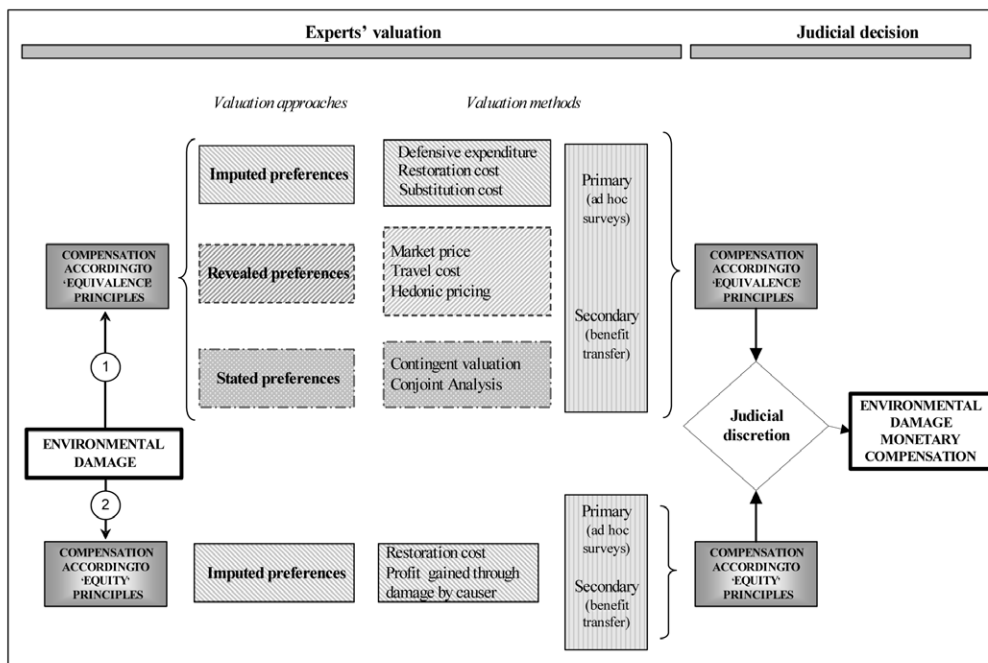 Experts' valuation
Judicial decision
Valuation approaches
Valuation methods
Imputed preferences
Defensive expenditure
Restoration cost
Substitution cost
Primary
(ad hoc
surveys)
COMPENSATION
ACCORDINGTO
'EQUIVALENCE'
PRINCIPLES
Revealed preferences
Market price
Travel cost
Hedonic pricing
COMPENSATION
ACCORDINGTO
'EQUIVALENCE'
PRINCIPLES
Secondary
(benefit
transfer)
1
Stated preferences
Contingent valuation
Conjoint Analysis
Judicial
discretion
ENVIRONMENTAL
DAMAGE
MONETARY
COMPENSATION
ENVIRONMENTAL
DAMAGE
2
COMPENSATION
ACCORDINGTO
'EQUITY'
PRINCIPLES
Imputed preferences
Restoration cost
Profit gained through
damage by causer
Primary
(ad hoc
surveys)
Secondary
(benefit
transfer)
COMPENSATION
ACCORDINGTO
'EQUITY'
PRINCIPLES